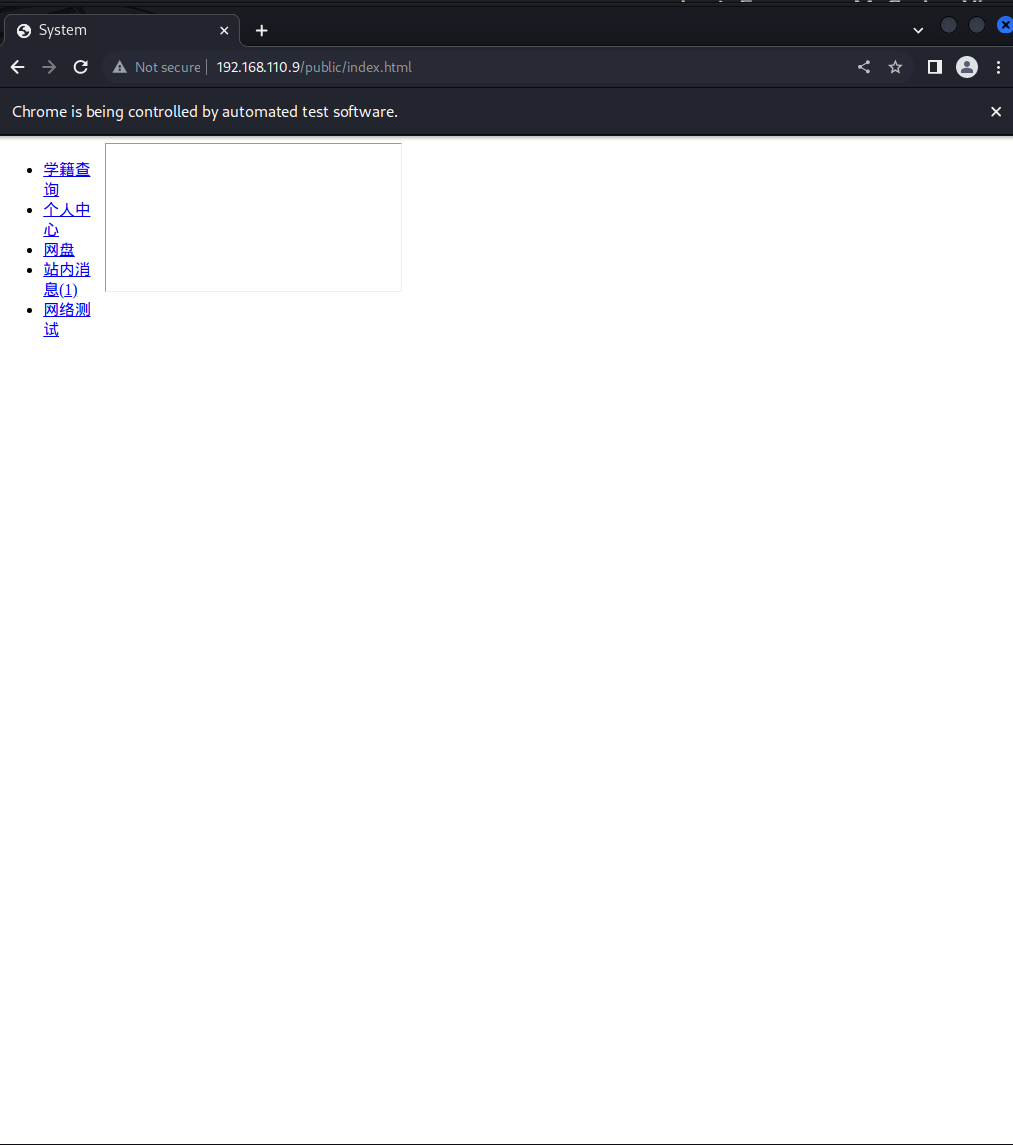 System
Not secure 192.168.110.9/public/index.html
Chrome is being controlled by automated test software.
学籍查
询
个人中
心
网盘
站内消
息(1)
网络测
试